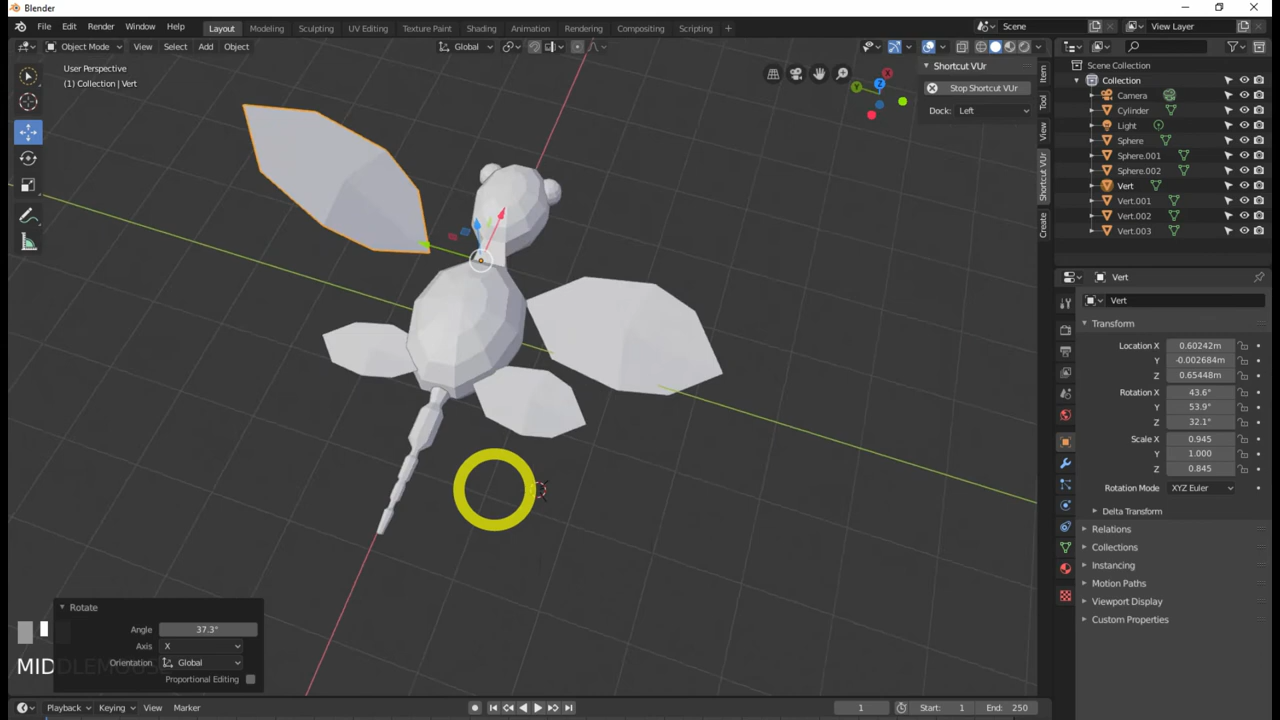 Blender
File Edit Render Window Help Layout Modeling Sculpting UV Editing Texture Paint Shading Animation Rendering Compositing Scripting + Scene View Layer
Object Mode View Select Add Object Global
User Perspective
(1) Collection | Vert
Shortcut VUr
Stop Shortcut VUr
Dock: Left
Item
Tool
View
Shortcut VUr
Create
X
Y
Z
Scene Collection
Collection
Camera
Cylinder
Light
Sphere
Sphere.001
Sphere.002
Vert
Vert.001
Vert.002
Vert.003
Vert
Vert
Transform
Location X 0.60242m
Y -0.002684m
Z 0.65448m
Rotation X 43.6°
Y 53.9°
Z 32.1°
Scale X 0.945
Y 1.000
Z 0.845
Rotation Mode XYZ Euler
Delta Transform
Relations
Collections
Instancing
Motion Paths
Viewport Display
Custom Properties
Rotate
Angle 37.3°
Axis X
Orientation Global
Proportional Editing
Playback Keying View Marker 1 Start: 1 End: 250